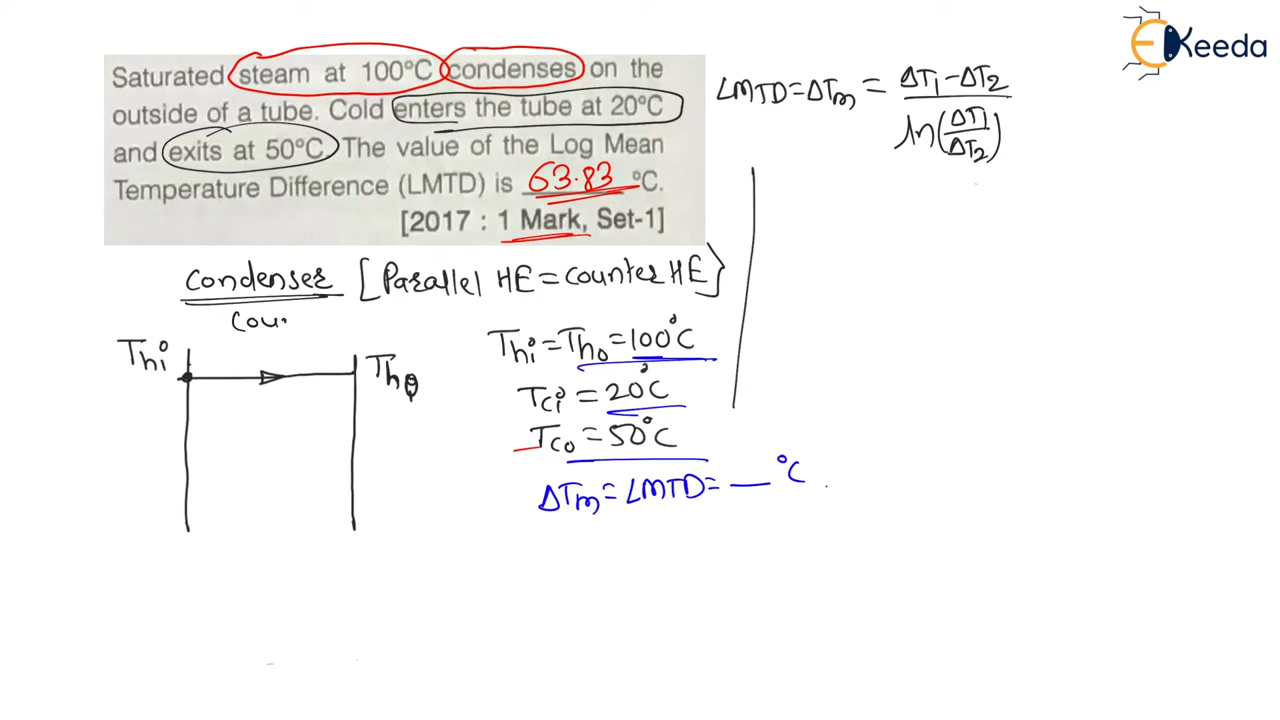 EKeeda
Saturated steam at 100°C condenses on the
outside of a tube. Cold enters the tube at 20°C
and exits at 50°C. The value of the Log Mean
Temperature Difference (LMTD) is 63.83 °C.
[2017 : 1 Mark, Set-1]
LMTD = ΔTm = ΔT1 - ΔT2 / ln(ΔT1/ΔT2)
Condenser [Parallel HE = counter HE}
Cou
Thi
Tho
Thi = Tho = 100°C
Tci = 20°C
Tco = 50°C
ΔTm = LMTD = __ °C